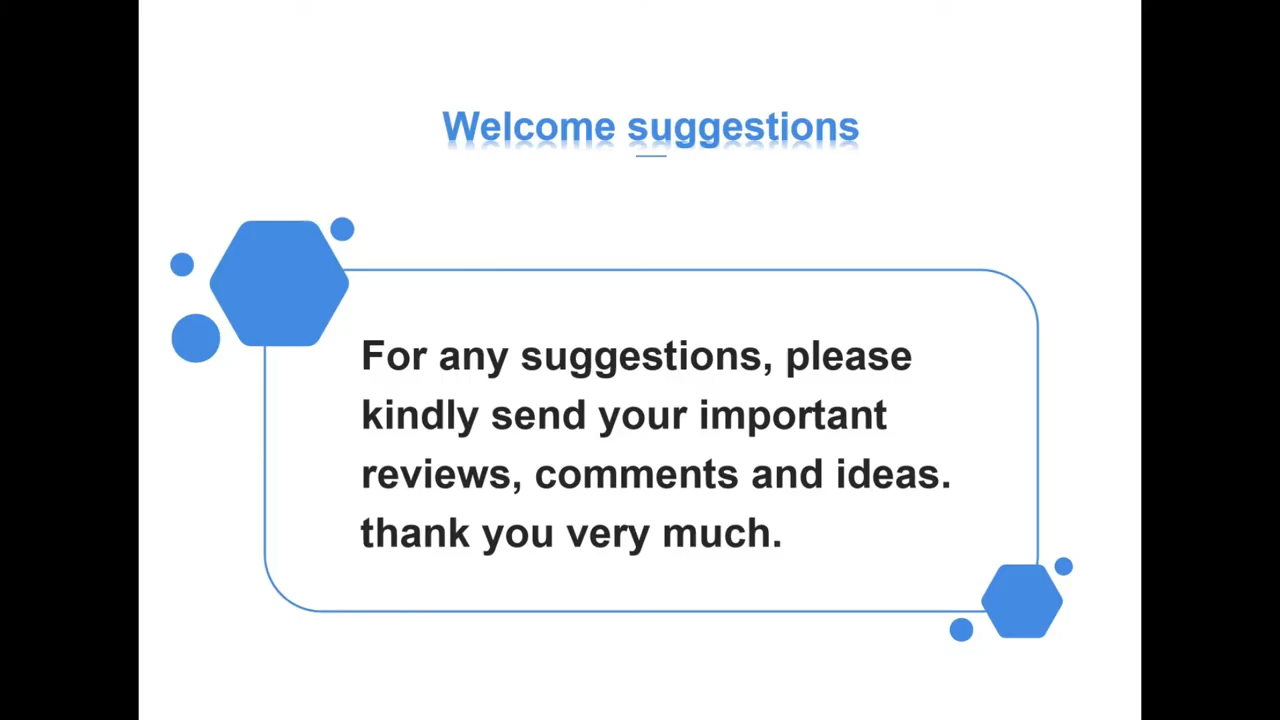 Welcome suggestions
For any suggestions, please
kindly send your important
reviews, comments and ideas.
thank you very much.